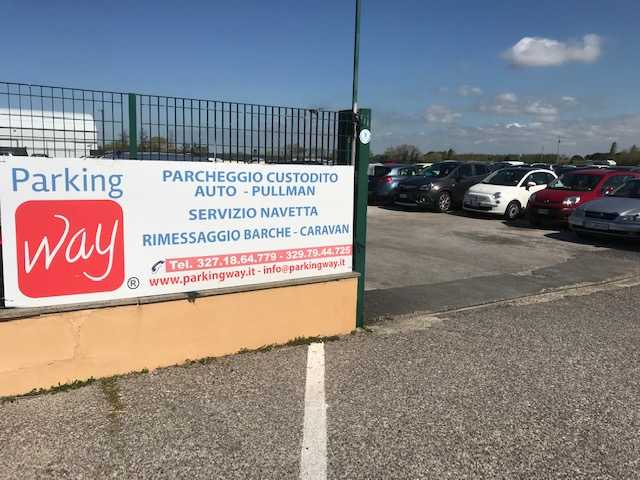 Parking
Way
®
PARCHEGGIO CUSTODITO
AUTO - PULLMAN
SERVIZIO NAVETTA
RIMESSAGGIO BARCHE - CARAVAN
Tel. 327.18.64.779 - 329.79.44.725
www.parkingway.it - info@parkingway.it